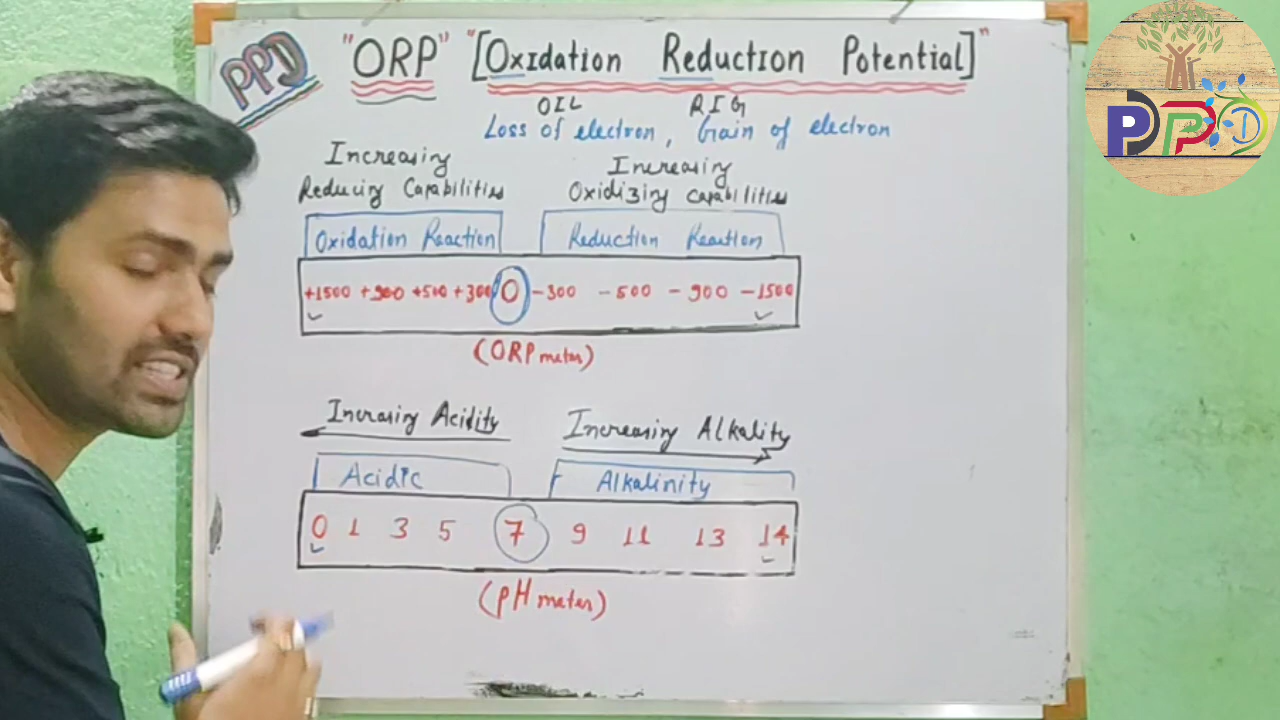 PPD "ORP" "[Oxidation Reduction Potential]"
OIL RIG
Loss of electron, Gain of electron
Increasing Increasing
Reducing Capabilities Oxidizing capabilities
Oxidation Reaction Reduction Reaction
+1500 +900 +500 +300 0 -300 -500 -900 -1500
(ORP meter)
Increasing Acidity Increasing Alkality
Acidic Alkalinity
0 1 3 5 7 9 11 13 14
(pH meter)
PPD